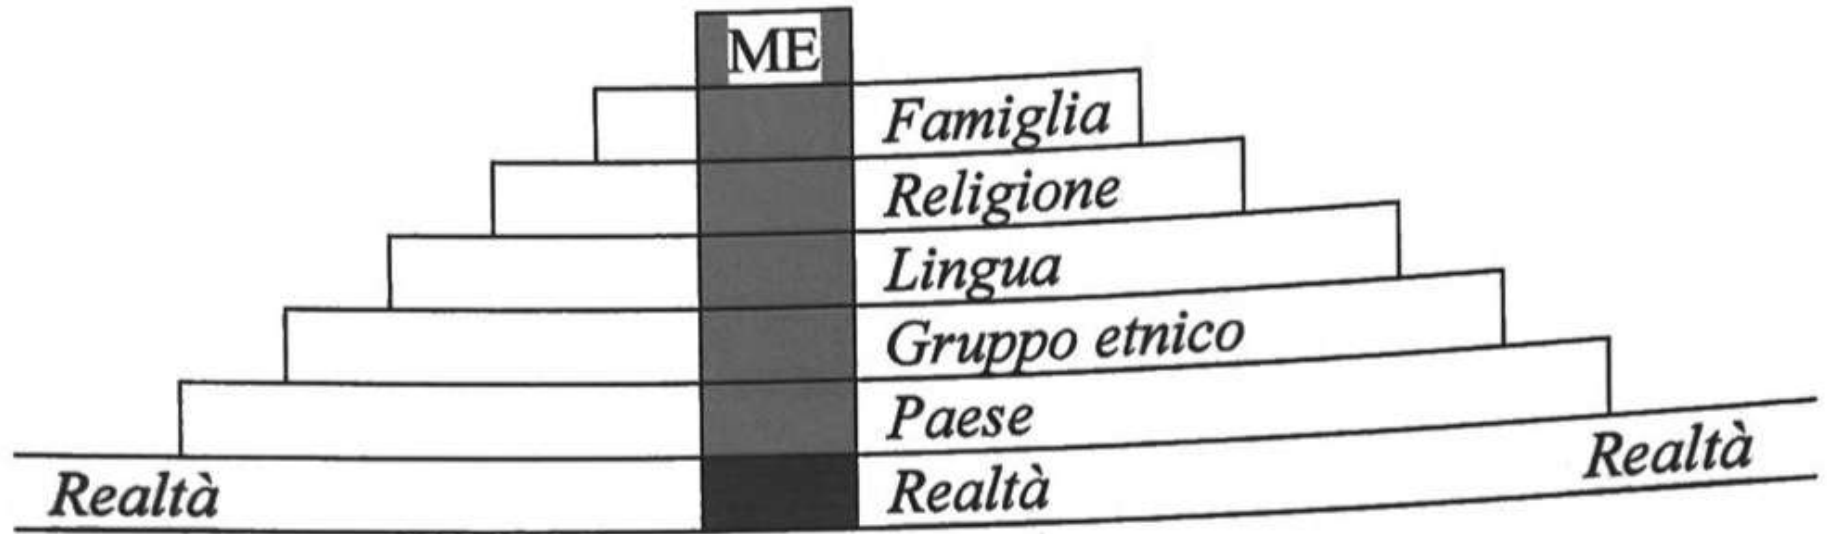 ME
Famiglia
Religione
Lingua
Gruppo etnico
Paese
Realtà Realtà Realtà